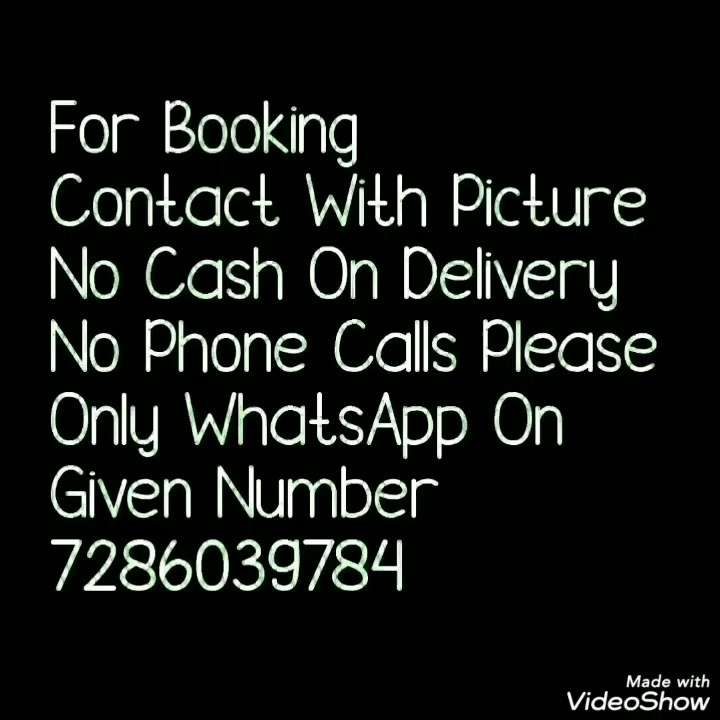 For Booking
Contact With Picture
No Cash On Delivery
No Phone Calls Please
Only WhatsApp On
Given Number
7286039784
Made with
VideoShow